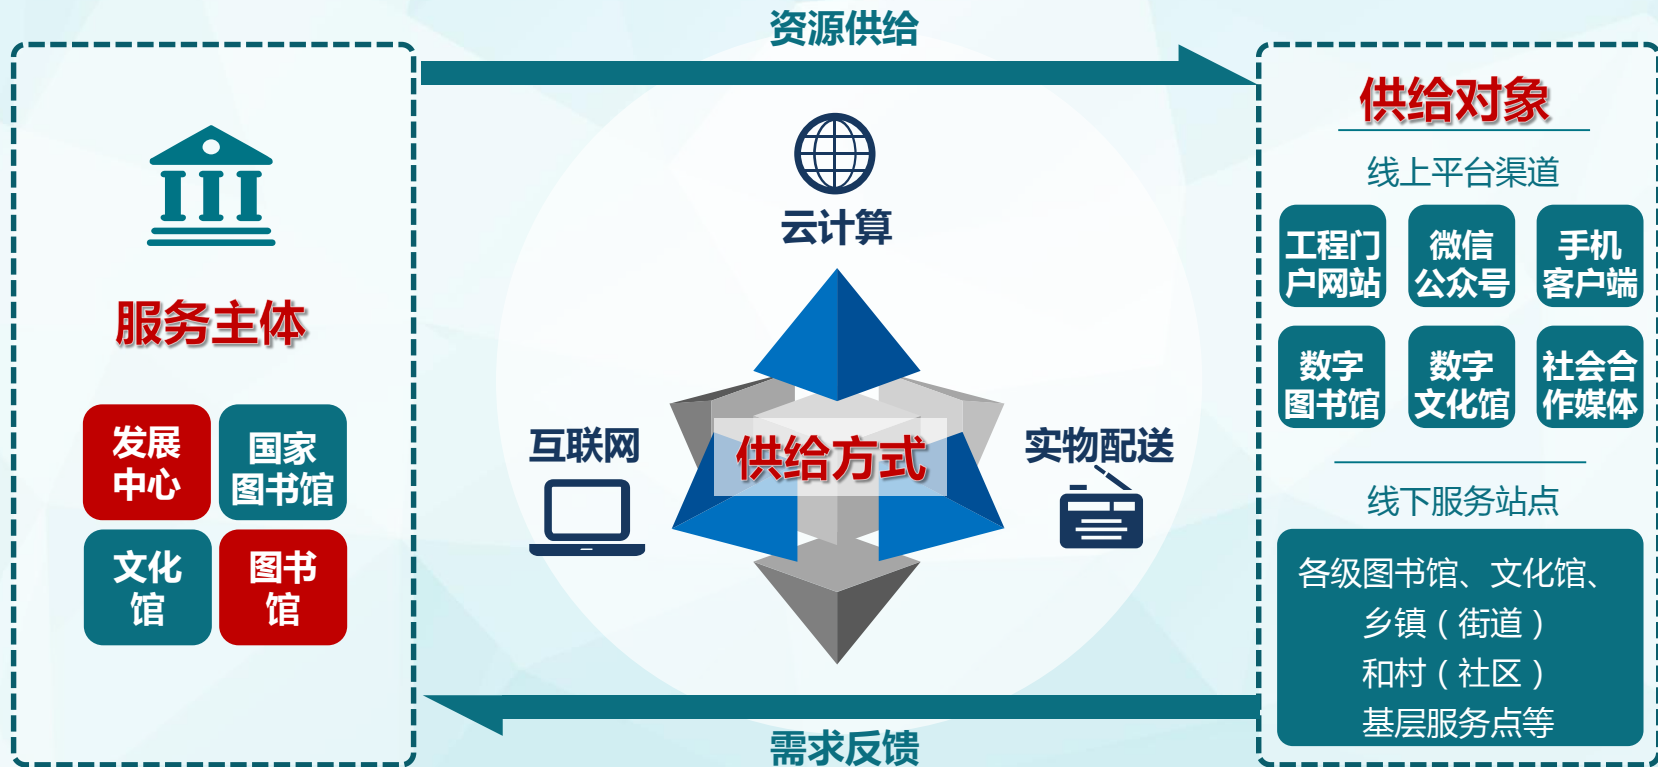 资源供给
服务主体
发展
中心
国家
图书馆
文化
馆
图书
馆
云计算
互联网
供给方式
实物配送
需求反馈
供给对象
线上平台渠道
工程门
户网站
微信
公众号
手机
客户端
数字
图书馆
数字
文化馆
社会合
作媒体
线下服务站点
各级图书馆、文化馆、
乡镇（街道）
和村（社区）
基层服务点等